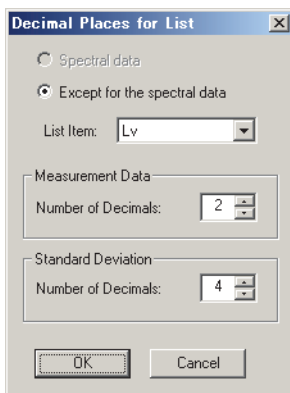 Decimal Places for List
Spectral data
Except for the spectral data
List Item: Lv
Measurement Data
Number of Decimals: 2
Standard Deviation
Number of Decimals: 4
OK Cancel